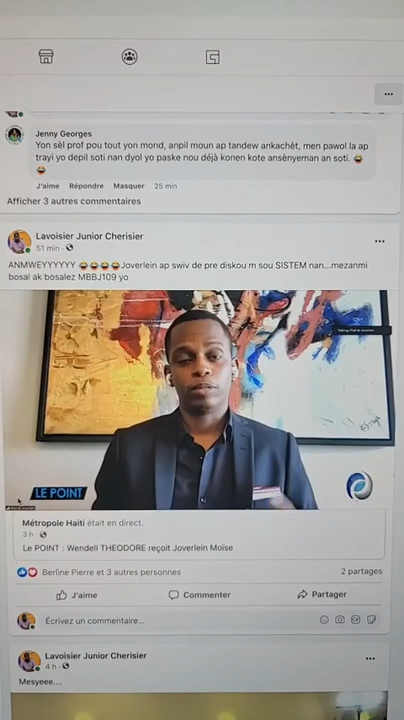 Jenny Georges
Yon sèl prof pou tout yon mond, anpil moun ap tandew ankachèt, men pawol la ap
trayi yo depil soti nan dyol yo paske nou déjà konen kote ansènyeman an soti. 😂
😂
J'aime Répondre Masquer 25 min
Afficher 3 autres commentaires
Lavoisier Junior Cherisier
51 min
ANMWEYYYYYY 😂😂😂😂Joverlein ap swiv de pre diskou m sou SISTEM nan...mezanmi
bosal ak bosalez MBBJ109 yo
LE POINT
Métropole Haiti était en direct.
3 h
Le POINT : Wendell THEODORE reçoit Joverlein Moïse
Berline Pierre et 3 autres personnes
2 partages
J'aime Commenter Partager
Écrivez un commentaire...
Lavoisier Junior Cherisier
4 h
Mesyeee....